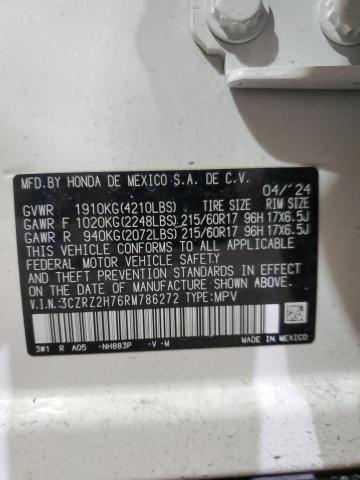 MFD.BY HONDA DE MEXICO S.A. DE C.V.
04/'24
GVWR 1910KG(4210LBS) TIRE SIZE RIM SIZE
GAWR F 1020KG(2248LBS) 215/60R17 96H 17X6.5J
GAWR R 940KG(2072LBS) 215/60R17 96H 17X6.5J
THIS VEHICLE CONFORMS TO ALL APPLICABLE
FEDERAL MOTOR VEHICLE SAFETY
AND THEFT PREVENTION STANDARDS IN EFFECT
ON THE DATE OF MANUFACTURE SHOWN ABOVE.
V.I.N:3CZRZ2H76RM786272 TYPE:MPV
3W1 R A05 -NH883P -V -M MADE IN MEXICO